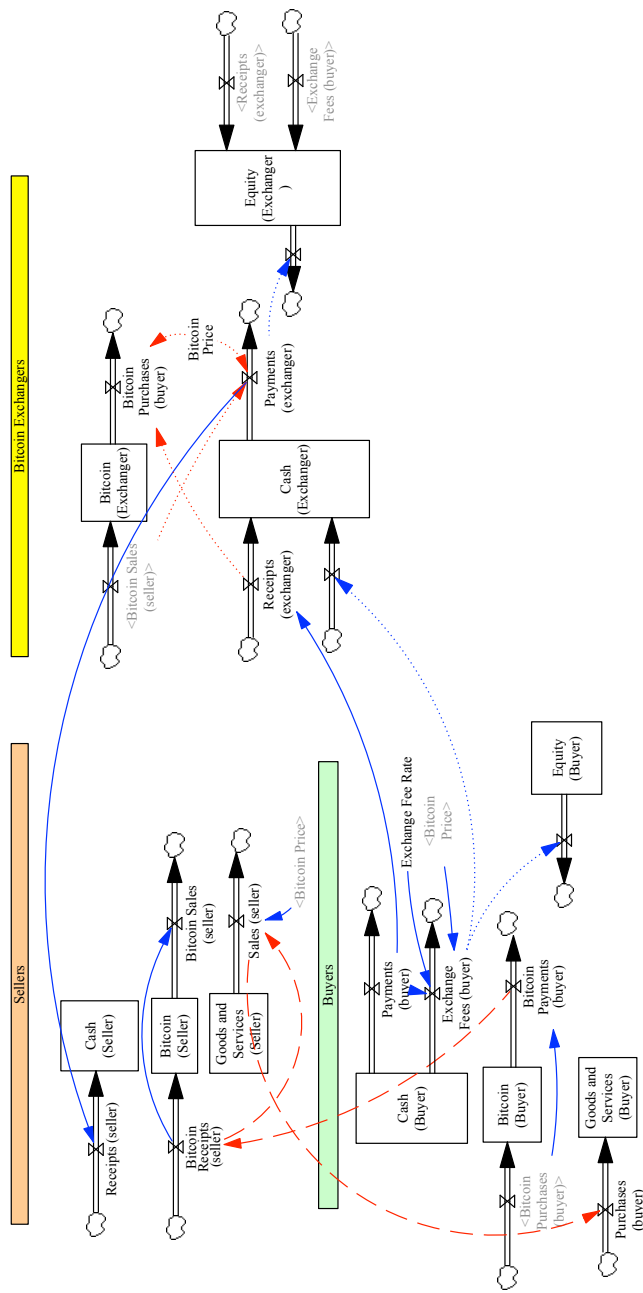 Sellers
Cash
(Seller)
Receipts (seller)
Bitcoin
(Seller)
Bitcoin
Receipts
(seller)
Bitcoin Sales
(seller)
Goods and
Services
(Seller)
Sales (seller)
<Bitcoin Price>
Bitcoin Exchangers
<Bitcoin Sales
(seller)>
Bitcoin
(Exchanger)
Bitcoin
Purchases
(buyer)
Bitcoin
Price
Receipts
(exchanger)
Cash
(Exchanger)
Payments
(exchanger)
Equity
(Exchanger
)
<Receipts
(exchanger)>
<Exchange
Fees (buyer)>
Buyers
Cash
(Buyer)
Payments
(buyer)
Exchange Fee Rate
<Bitcoin
Price>
Exchange
Fees (buyer)
<Bitcoin
Purchases
(buyer)>
Bitcoin
(Buyer)
Bitcoin
Payments
(buyer)
Equity
(Buyer)
Purchases
(buyer)
Goods and
Services
(Buyer)